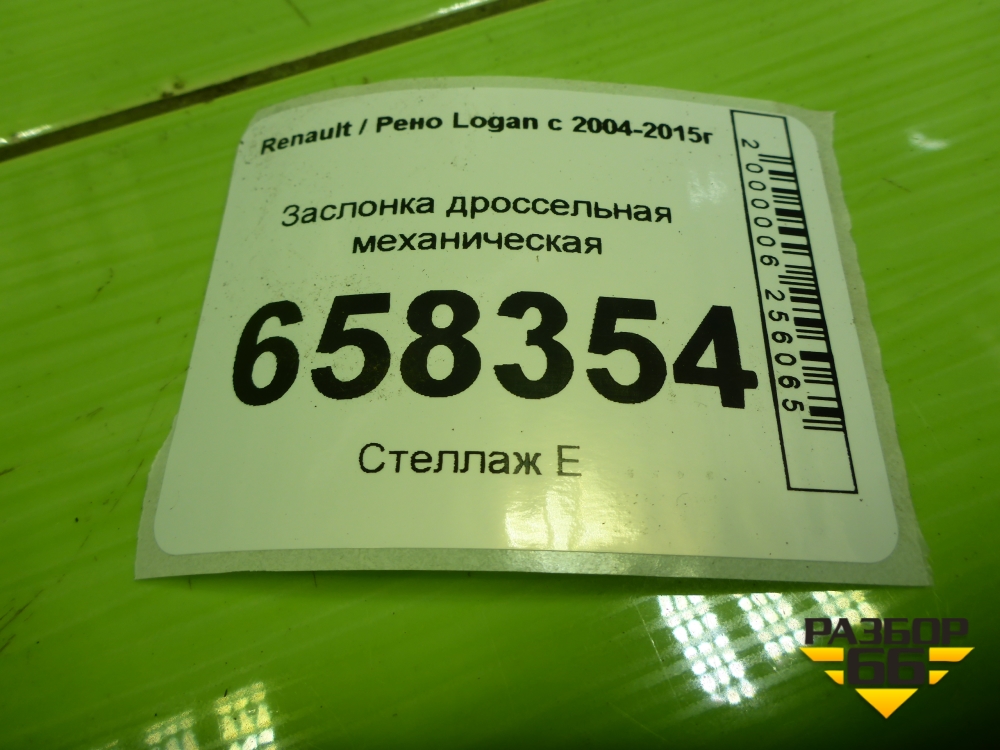 Renault / Рено Logan с 2004-2015г
Заслонка дроссельная
механическая
658354
Стеллаж Е
2000006256065
РАЗБОР
66